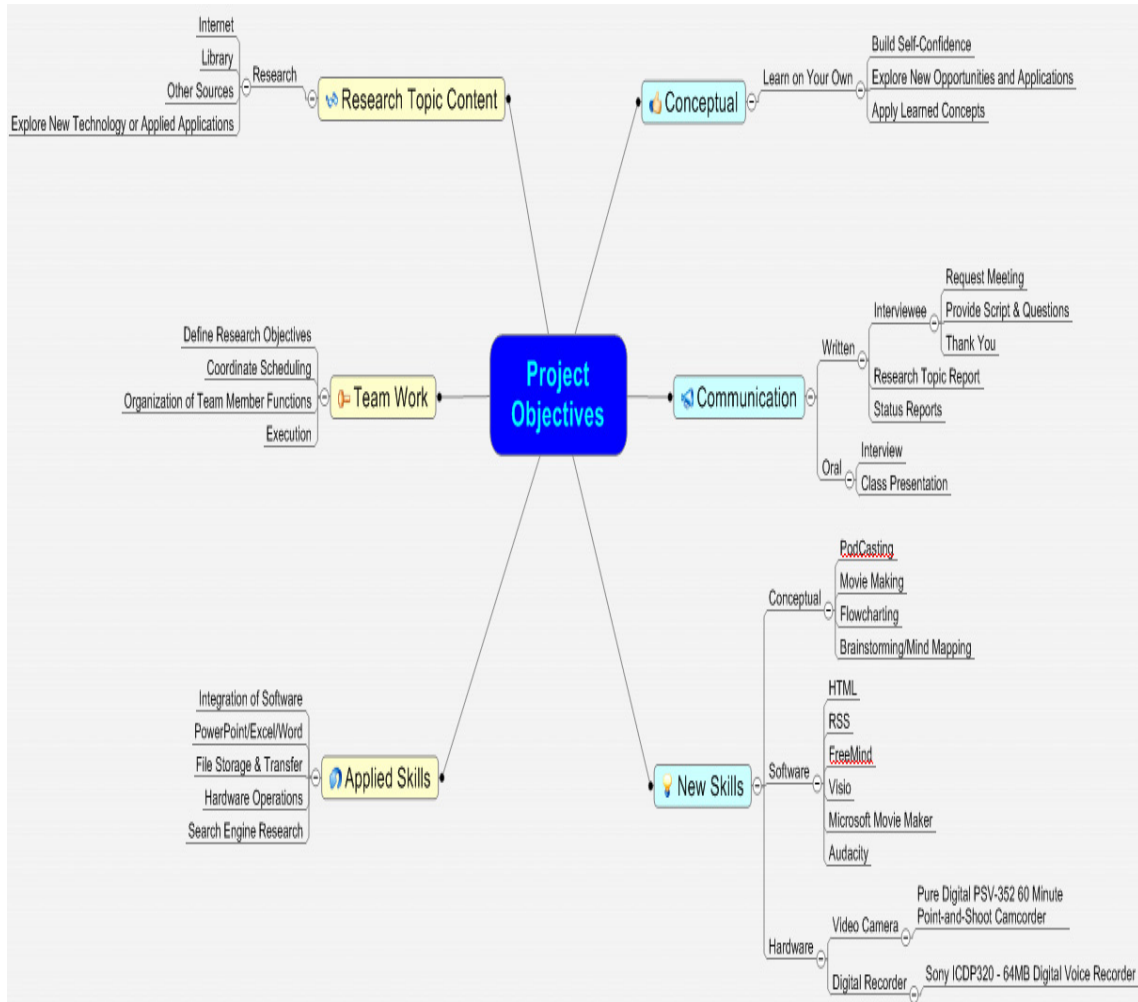 Project
Objectives
Research Topic Content
Research
Internet
Library
Other Sources
Explore New Technology or Applied Applications
Conceptual
Learn on Your Own
Build Self-Confidence
Explore New Opportunities and Applications
Apply Learned Concepts
Team Work
Define Research Objectives
Coordinate Scheduling
Organization of Team Member Functions
Execution
Communication
Written
Interviewee
Request Meeting
Provide Script & Questions
Thank You
Research Topic Report
Status Reports
Oral
Interview
Class Presentation
Applied Skills
Integration of Software
PowerPoint/Excel/Word
File Storage & Transfer
Hardware Operations
Search Engine Research
New Skills
Conceptual
PodCasting
Movie Making
Flowcharting
Brainstorming/Mind Mapping
Software
HTML
RSS
FreeMind
Visio
Microsoft Movie Maker
Audacity
Hardware
Video Camera
Pure Digital PSV-352 60 Minute
Point-and-Shoot Camcorder
Digital Recorder
Sony ICDP320 - 64MB Digital Voice Recorder